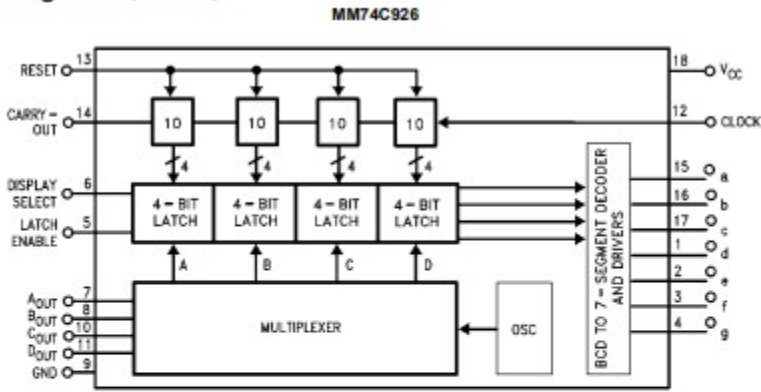 MM74C926
RESET 13
18 VCC
CARRY-OUT 14
10
10
10
10
12 CLOCK
4
4
4
4
DISPLAY SELECT 6
LATCH ENABLE 5
4-BIT LATCH
4-BIT LATCH
4-BIT LATCH
4-BIT LATCH
A
B
C
D
AOUT 7
BOUT 8
COUT 10
DOUT 11
GND 9
MULTIPLEXER
OSC
BCD TO 7-SEGMENT DECODER
AND DRIVERS
15 a
16 b
17 c
1 d
2 e
3 f
4 g